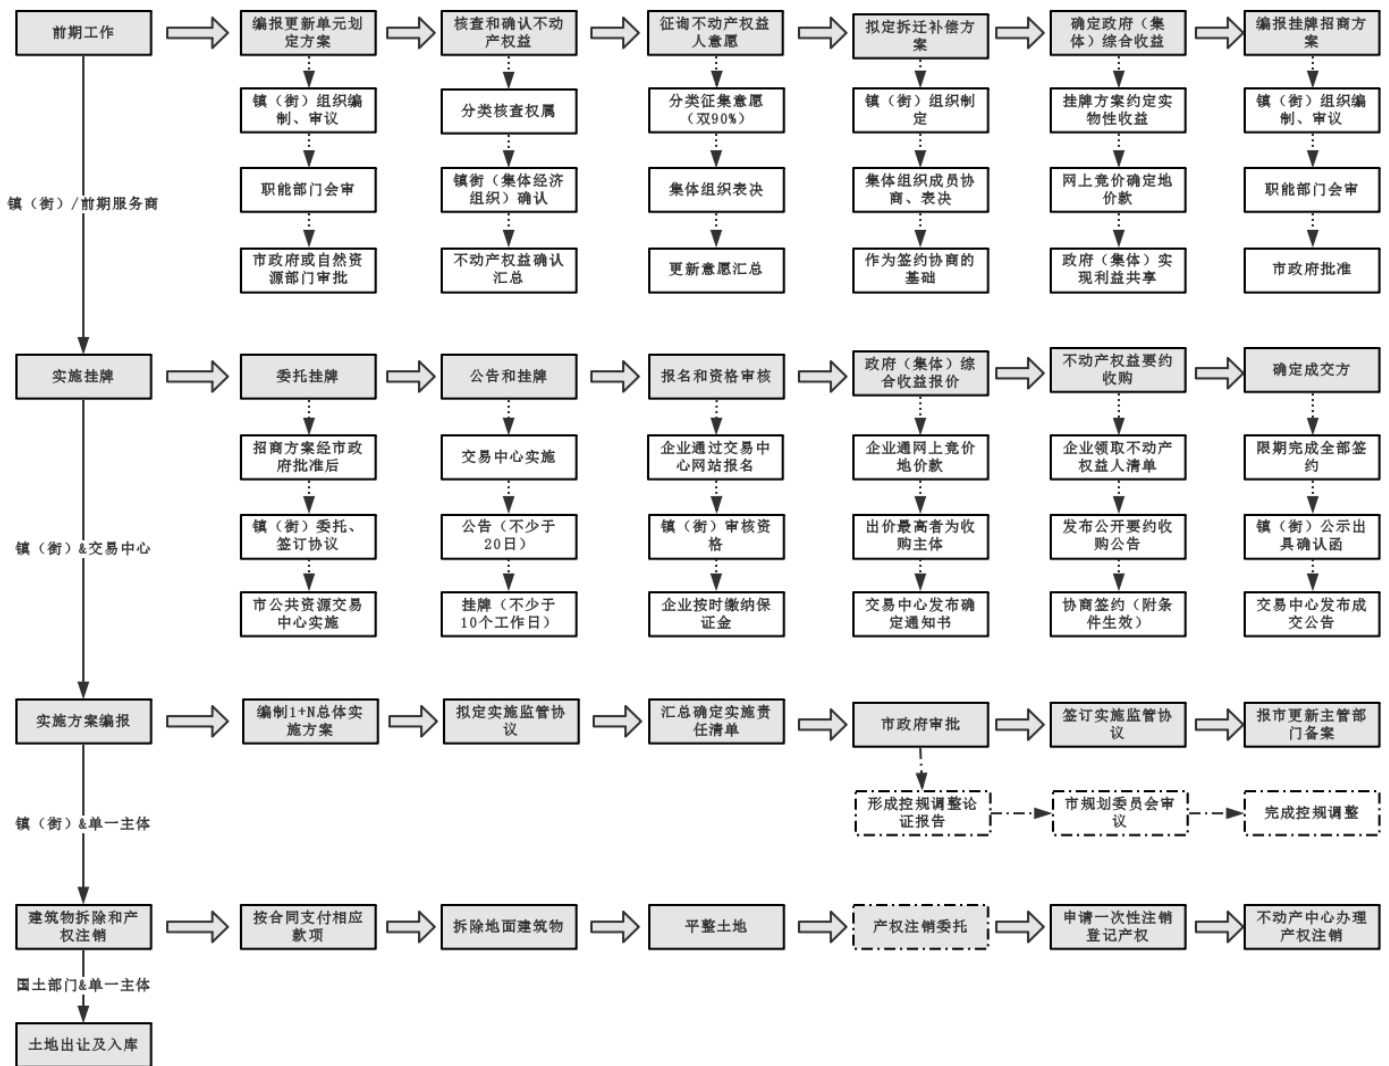 前期工作
编报更新单元划
定方案
核查和确认不动
产权益
征询不动产权益
人意愿
拟定拆迁补偿方
案
确定政府（集
体）综合收益
编报挂牌招商方
案
镇（街）组织编
制、审议
分类核查权属
分类征集意愿
（双90%）
镇（街）组织制
定
挂牌方案约定实
物性收益
镇（街）组织编
制、审议
镇（街）/前期服务商
职能部门会审
镇街（集体经济
组织）确认
集体组织表决
集体组织成员协
商、表决
网上竞价确定地
价款
职能部门会审
市政府或自然资
源部门审批
不动产权益确认
汇总
更新意愿汇总
作为签约协商的
基础
政府（集体）实
现利益共享
市政府批准
实施挂牌
委托挂牌
公告和挂牌
报名和资格审核
政府（集体）综
合收益报价
不动产权益要约
收购
确定成交方
招商方案经市政
府批准后
交易中心实施
企业通过交易中
心网站报名
企业通网上竞价
地价款
企业领取不动产
权益人清单
限期完成全部签
约
镇（街）&交易中心
镇（街）委托、
签订协议
公告（不少于
20日）
镇（街）审核资
格
出价最高者为收
购主体
发布公开要约收
购公告
镇（街）公示出
具确认函
市公共资源交易
中心实施
挂牌（不少于
10个工作日）
企业按时缴纳保
证金
交易中心发布确
定通知书
协商签约（附条
件生效）
交易中心发布成
交公告
实施方案编报
编制1+N总体实
施方案
拟定实施监管协
议
汇总确定实施责
任清单
市政府审批
签订实施监管协
议
报市更新主管部
门备案
镇（街）&单一主体
形成控规调整论
证报告
市规划委员会审
议
完成控规调整
建筑物拆除和产
权注销
按合同支付相应
款项
拆除地面建筑物
平整土地
产权注销委托
申请一次性注销
登记产权
不动产中心办理
产权注销
国土部门&单一主体
土地出让及入库